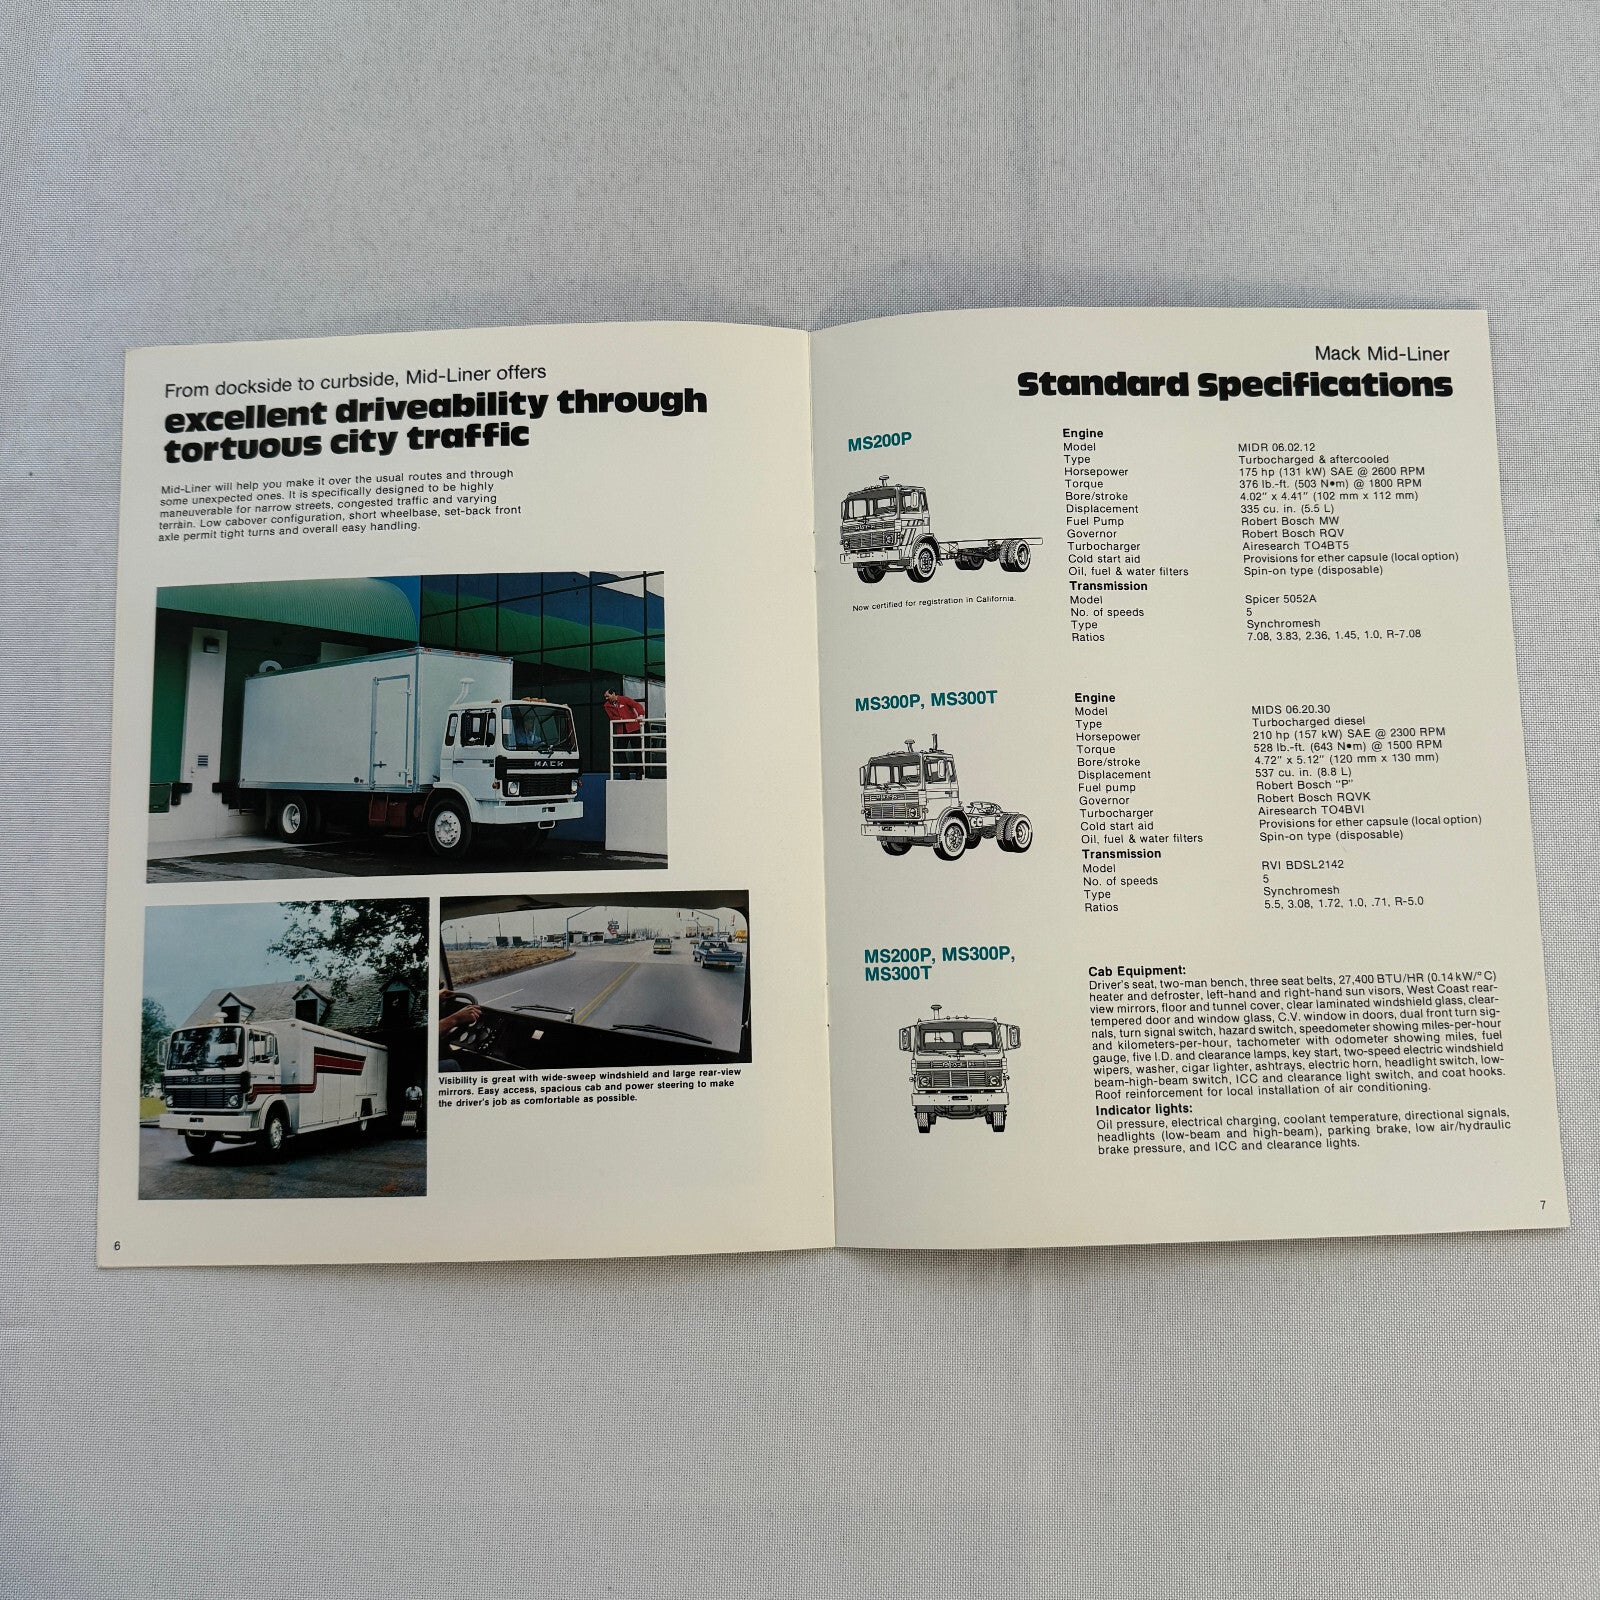 From dockside to curbside, Mid-Liner offers
excellent driveability through
tortuous city traffic
Mid-Liner will help you make it over the usual routes and through
some unexpected ones. It is specifically designed to be highly
maneuverable for narrow streets, congested traffic and varying
terrain. Low cabover configuration, short wheelbase, set-back front
axle permit tight turns and overall easy handling.
MACK
MACK
Visibility is great with wide-sweep windshield and large rear-view
mirrors. Easy access, spacious cab and power steering to make
the driver's job as comfortable as possible.
6
Mack Mid-Liner
Standard Specifications
MS200P
Now certified for registration in California.
Engine
Model MIDR 06.02.12
Type Turbocharged & aftercooled
Horsepower 175 hp (131 kW) SAE @ 2600 RPM
Torque 376 lb.-ft. (503 N•m) @ 1800 RPM
Bore/stroke 4.02" x 4.41" (102 mm x 112 mm)
Displacement 335 cu. in. (5.5 L)
Fuel Pump Robert Bosch MW
Governor Robert Bosch RQV
Turbocharger Airesearch TO4BT5
Cold start aid Provisions for ether capsule (local option)
Oil, fuel & water filters Spin-on type (disposable)
Transmission
Model Spicer 5052A
No. of speeds 5
Type Synchromesh
Ratios 7.08, 3.83, 2.36, 1.45, 1.0, R-7.08
MS300P, MS300T
Engine
Model MIDS 06.20.30
Type Turbocharged diesel
Horsepower 210 hp (157 kW) SAE @ 2300 RPM
Torque 528 lb.-ft. (643 N•m) @ 1500 RPM
Bore/stroke 4.72" x 5.12" (120 mm x 130 mm)
Displacement 537 cu. in. (8.8 L)
Fuel pump Robert Bosch "P"
Governor Robert Bosch RQVK
Turbocharger Airesearch TO4BVI
Cold start aid Provisions for ether capsule (local option)
Oil, fuel & water filters Spin-on type (disposable)
Transmission
Model RVI BDSL2142
No. of speeds 5
Type Synchromesh
Ratios 5.5, 3.08, 1.72, 1.0, .71, R-5.0
MS200P, MS300P,
MS300T
Cab Equipment:
Driver's seat, two-man bench, three seat belts, 27,400 BTU/HR (0.14 kW/°C)
heater and defroster, left-hand and right-hand sun visors, West Coast rear-
view mirrors, floor and tunnel cover, clear laminated windshield glass, clear-
tempered door and window glass, C.V. window in doors, dual front turn sig-
nals, turn signal switch, hazard switch, speedometer showing miles-per-hour
and kilometers-per-hour, tachometer with odometer showing miles, fuel
gauge, five I.D. and clearance lamps, key start, two-speed electric windshield
wipers, washer, cigar lighter, ashtrays, electric horn, headlight switch, low-
beam-high-beam switch, ICC and clearance light switch, and coat hooks.
Roof reinforcement for local installation of air conditioning.
Indicator lights:
Oil pressure, electrical charging, coolant temperature, directional signals,
headlights (low-beam and high-beam), parking brake, low air/hydraulic
brake pressure, and ICC and clearance lights.
7